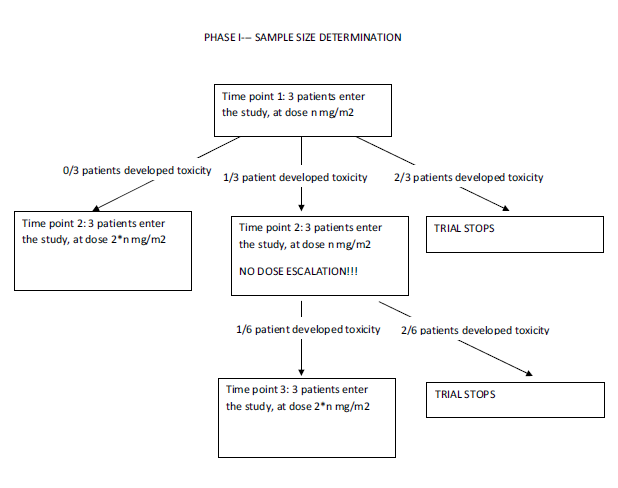 PHASE I--- SAMPLE SIZE DETERMINATION
Time point 1: 3 patients enter
the study, at dose n mg/m2
0/3 patients developed toxicity
1/3 patient developed toxicity
2/3 patients developed toxicity
Time point 2: 3 patients enter
the study, at dose 2*n mg/m2
Time point 2: 3 patients enter
the study, at dose n mg/m2
NO DOSE ESCALATION!!!
TRIAL STOPS
1/6 patient developed toxicity
2/6 patients developed toxicity
Time point 3: 3 patients enter
the study, at dose 2*n mg/m2
TRIAL STOPS